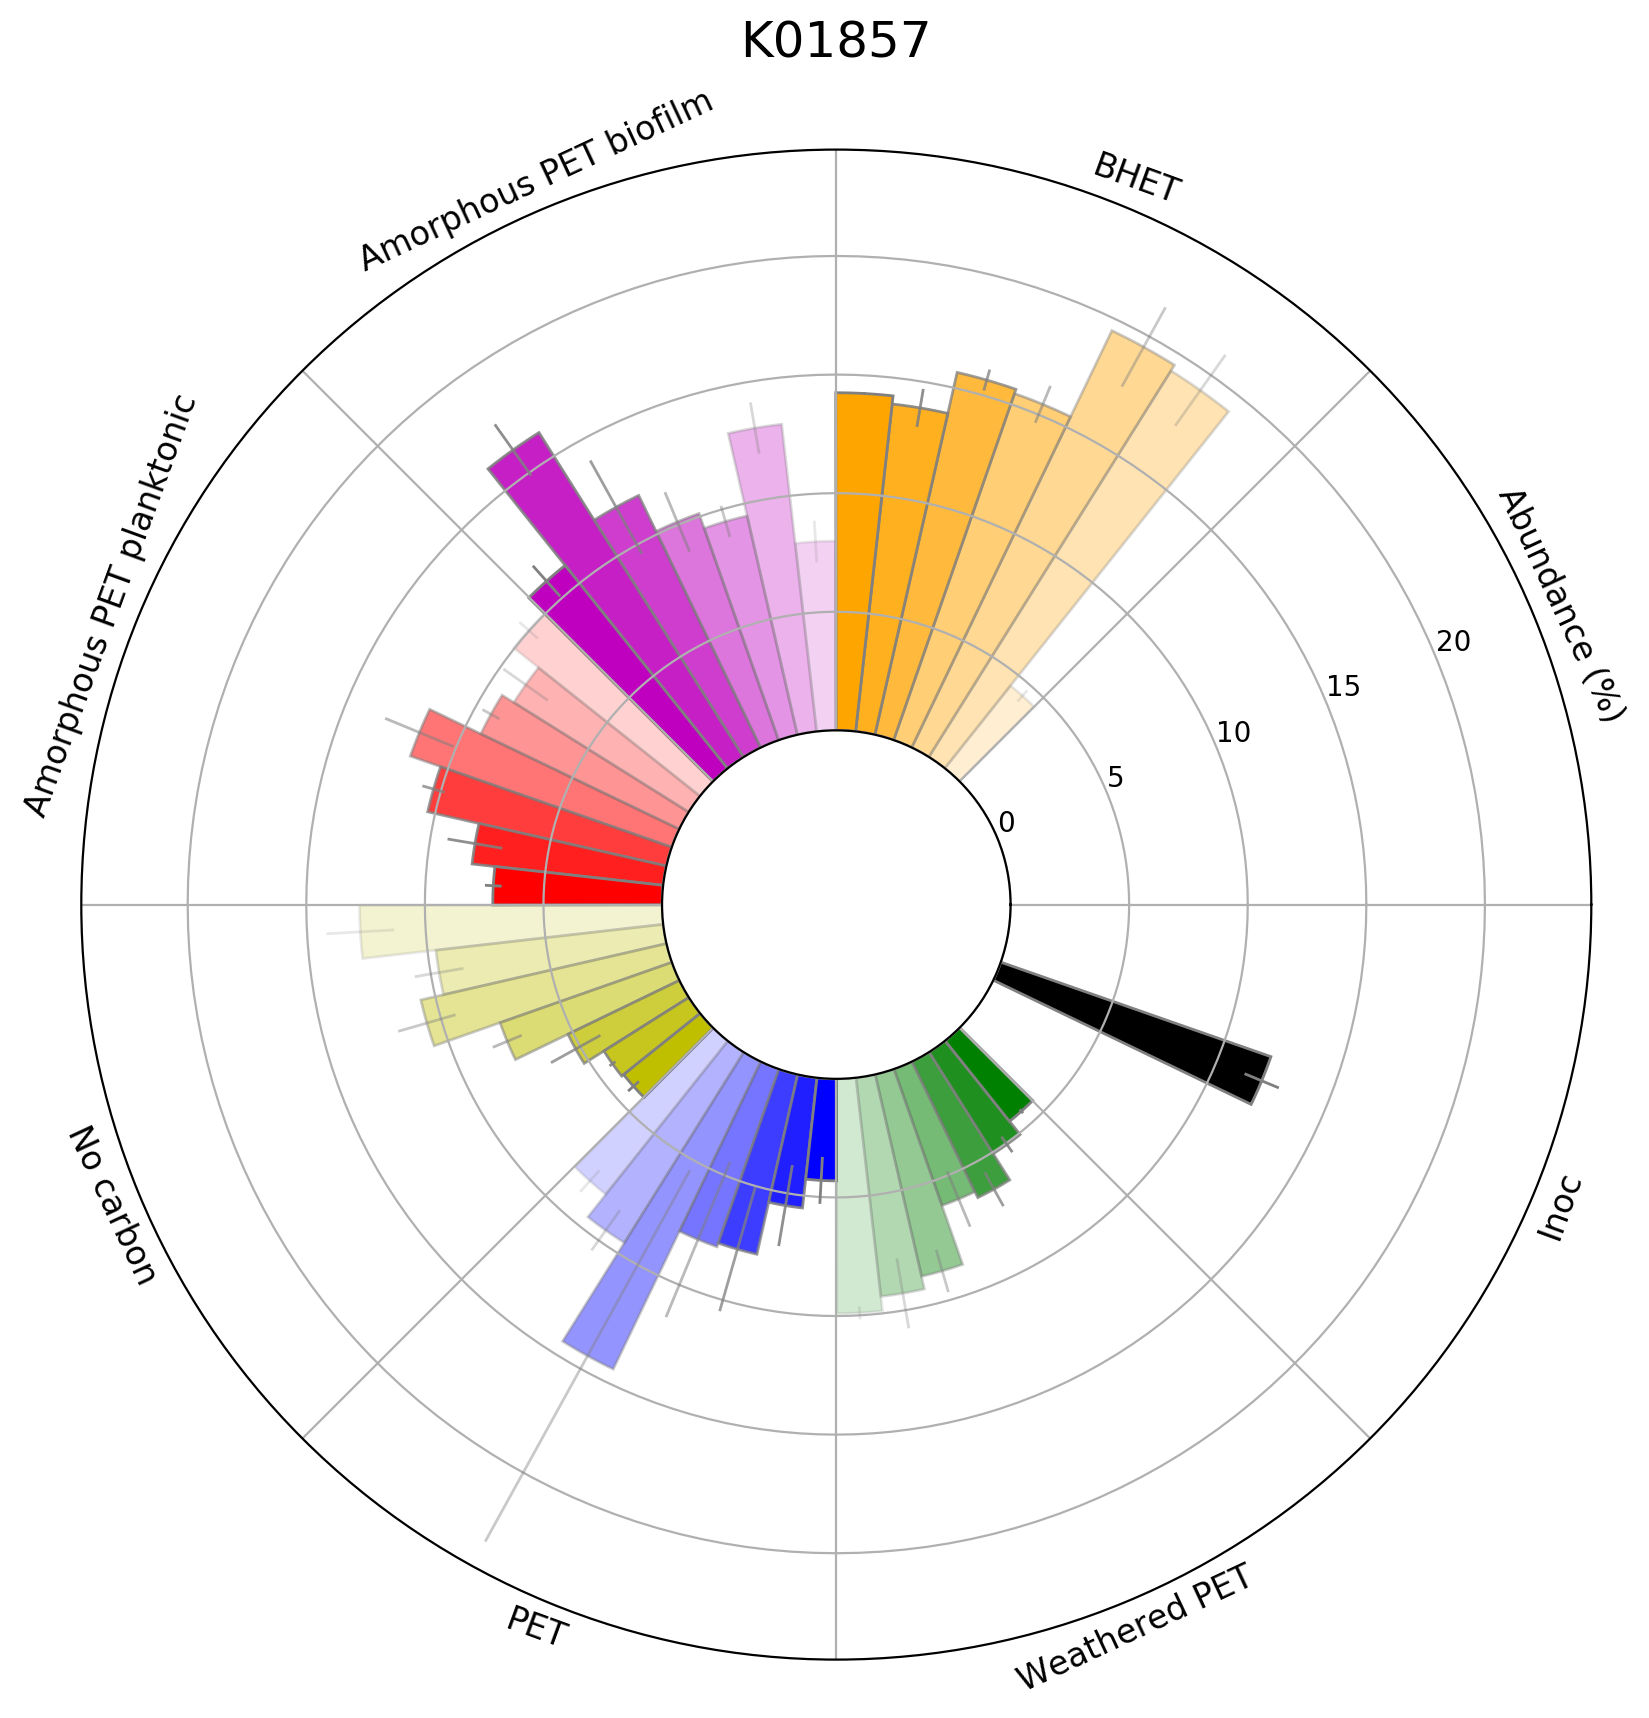 K01857
Amorphous PET biofilm
BHET
Amorphous PET planktonic
Abundance (%)
20
15
10
5
0
No carbon
Inoc
PET
Weathered PET